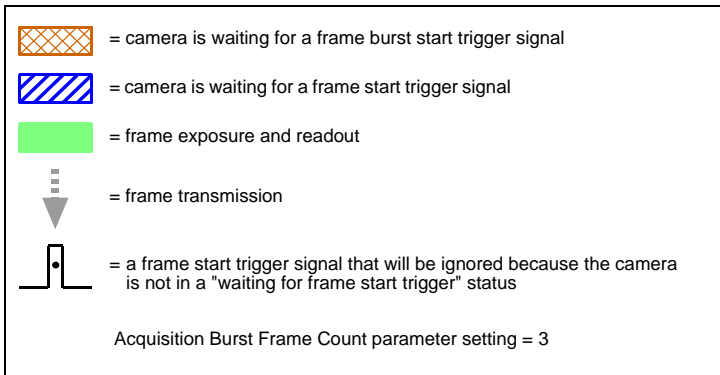 = camera is waiting for a frame burst start trigger signal
= camera is waiting for a frame start trigger signal
= frame exposure and readout
= frame transmission
= a frame start trigger signal that will be ignored because the camera
is not in a "waiting for frame start trigger" status
Acquisition Burst Frame Count parameter setting = 3